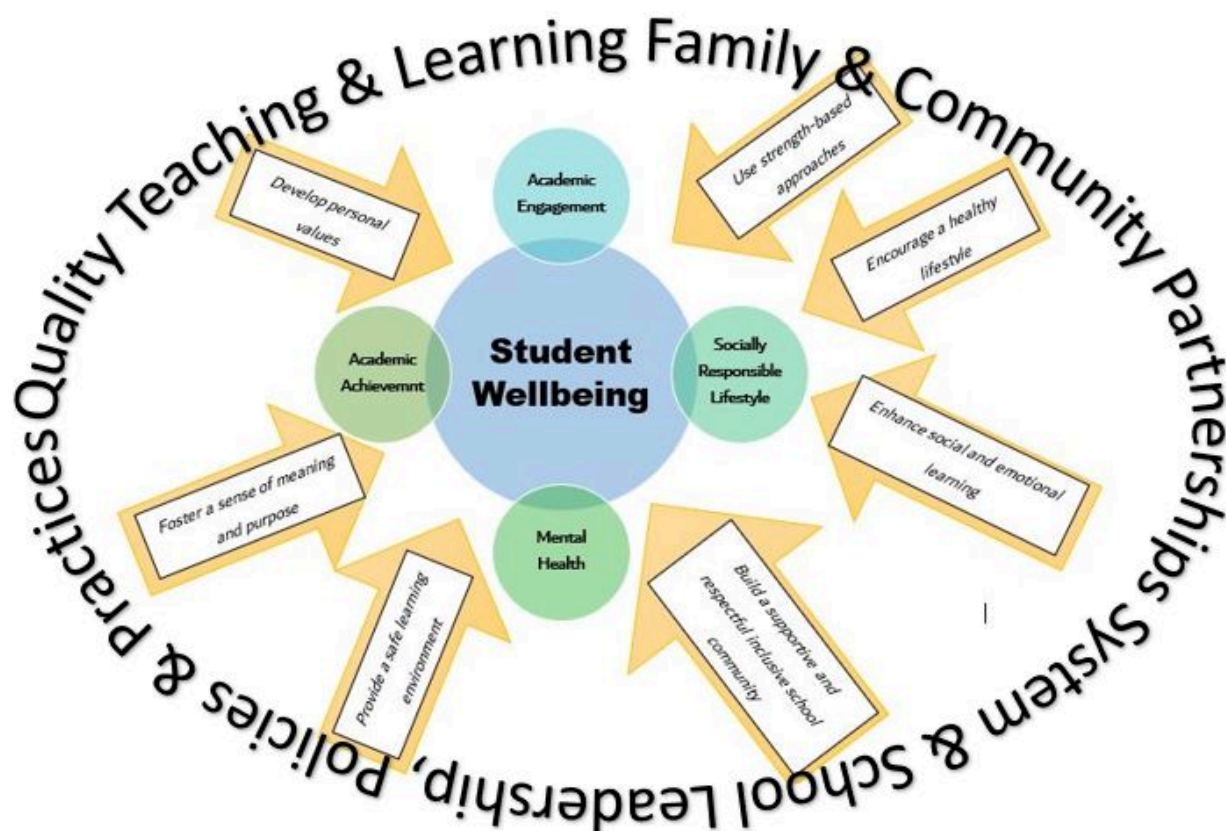 Quality Teaching & Learning Family & Community Partnerships System & School Leadership, Policies & Practices
Develop personal
values
Academic
Engagement
Use strength-based
approaches
Encourage a healthy
lifestyle
Student
Wellbeing
Academic
Achievemnt
Socially
Responsible
Lifestyle
Foster a sense of meaning
and purpose
Enhance social and emotional
learning
Mental
Health
Provide a safe learning
environment
Build a supportive and
respectful inclusive school
community